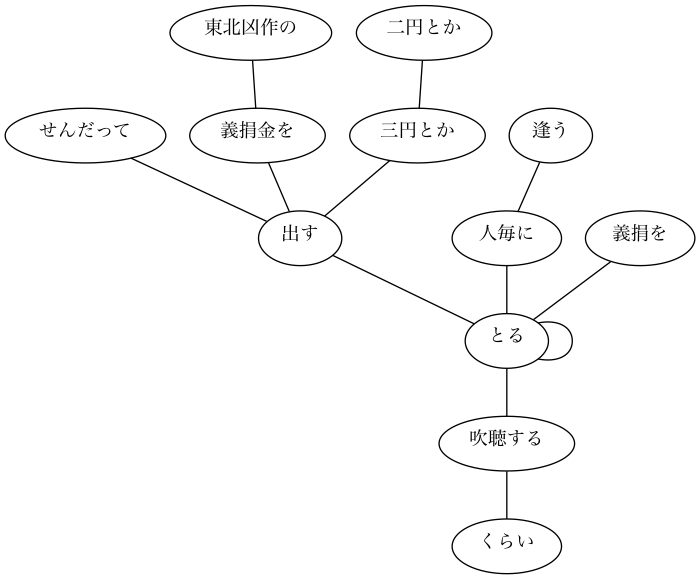 東北凶作の
二円とか
せんだって
義捐金を
三円とか
逢う
出す
人毎に
義捐を
とる
吹聴する
くらい